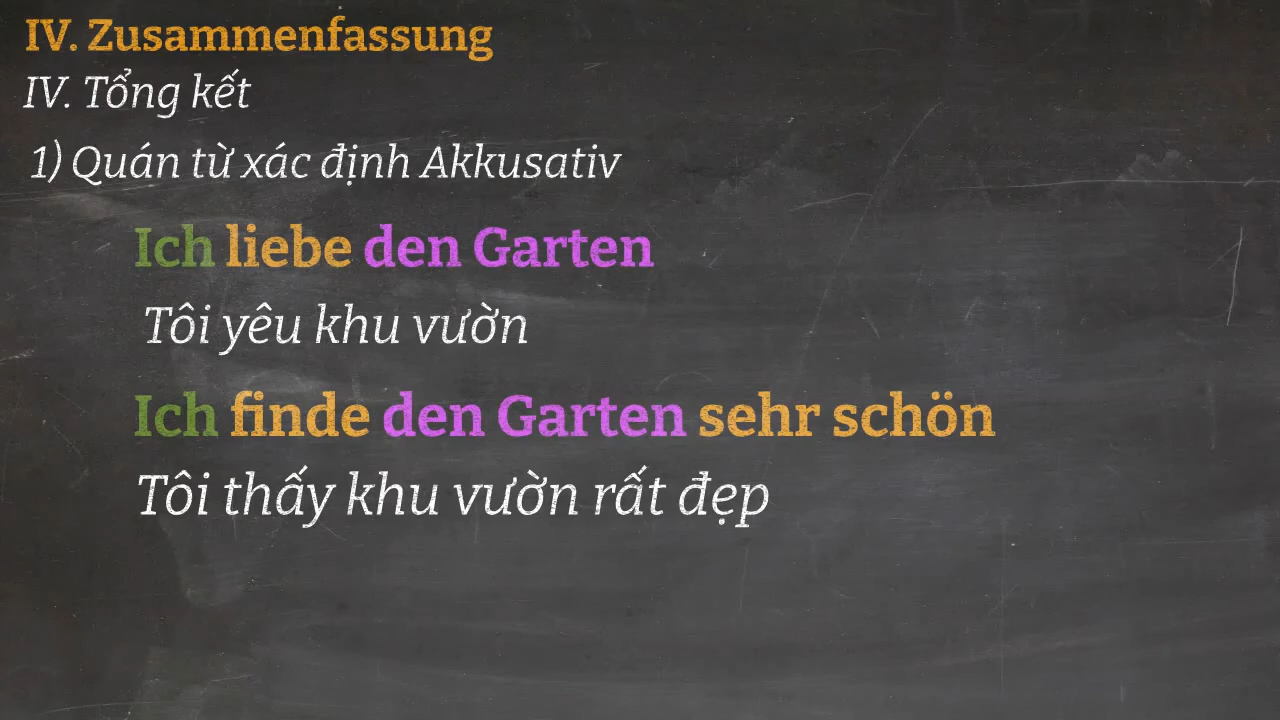 IV. Zusammenfassung
IV. Tổng kết
1) Quán từ xác định Akkusativ
Ich liebe den Garten
Tôi yêu khu vườn
Ich finde den Garten sehr schön
Tôi thấy khu vườn rất đẹp